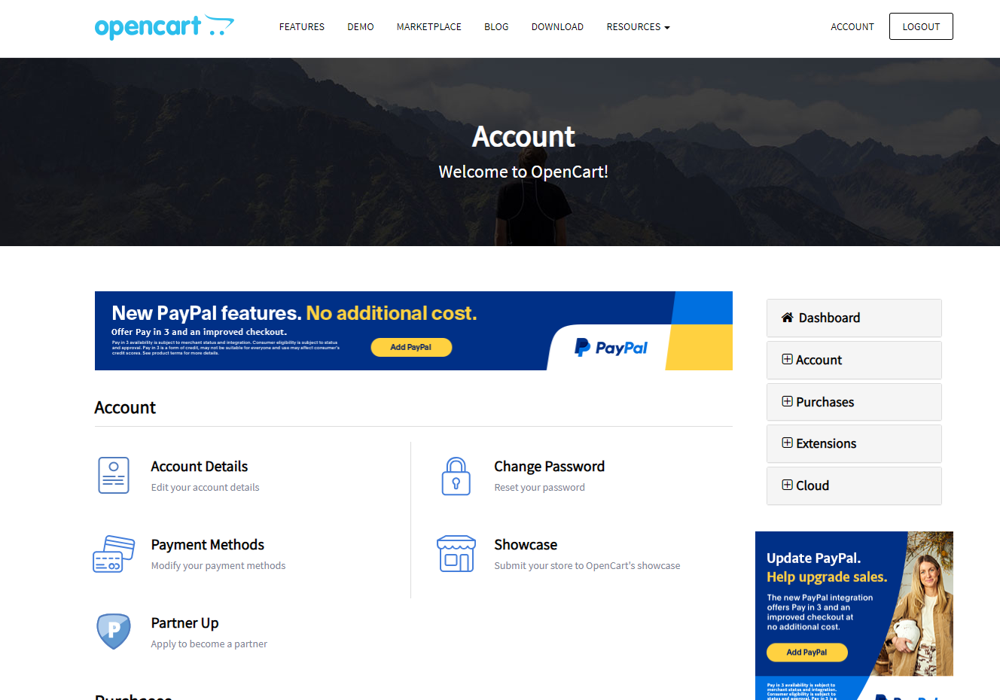 opencart
FEATURES
DEMO
MARKETPLACE
BLOG
DOWNLOAD
RESOURCES
ACCOUNT
LOGOUT
Account
Welcome to OpenCart!
New PayPal features. No additional cost.
Offer Pay in 3 and an improved checkout.
Pay in 3 availability is subject to merchant status and integration. Consumer eligibility is subject to status
and approval. Pay in 3 is a form of credit, may not be suitable for everyone and use may affect consumer's
credit scores. See product terms for more details.
Add PayPal
PayPal
Account
Account Details
Edit your account details
Change Password
Reset your password
Payment Methods
Modify your payment methods
Showcase
Submit your store to OpenCart's showcase
Partner Up
Apply to become a partner
Purchases
Dashboard
Account
Purchases
Extensions
Cloud
Update PayPal.
Help upgrade sales.
The new PayPal integration
offers Pay in 3 and an
improved checkout at
no additional cost.
Add PayPal
Pay in 3 availability is subject to
merchant status and integration.
Consumer eligibility is subject to
status and approval. Pay in 3 is a
PayPal